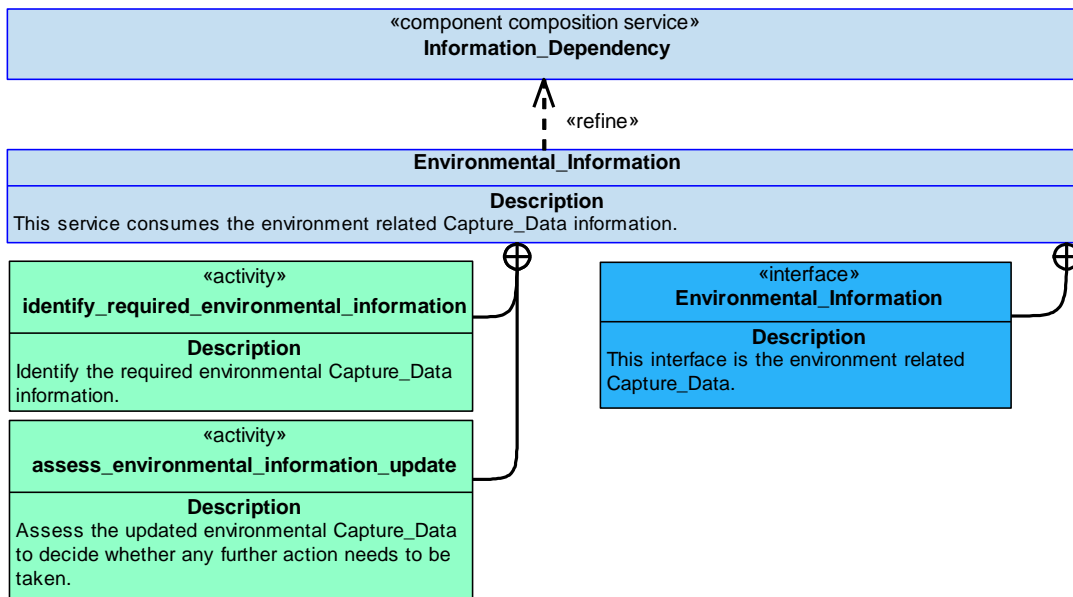 «component composition service»
Information_Dependency
«refine»
Environmental_Information
Description
This service consumes the environment related Capture_Data information.
«activity»
identify_required_environmental_information
Description
Identify the required environmental Capture_Data
information.
«interface»
Environmental_Information
Description
This interface is the environment related
Capture_Data.
«activity»
assess_environmental_information_update
Description
Assess the updated environmental Capture_Data
to decide whether any further action needs to be
taken.